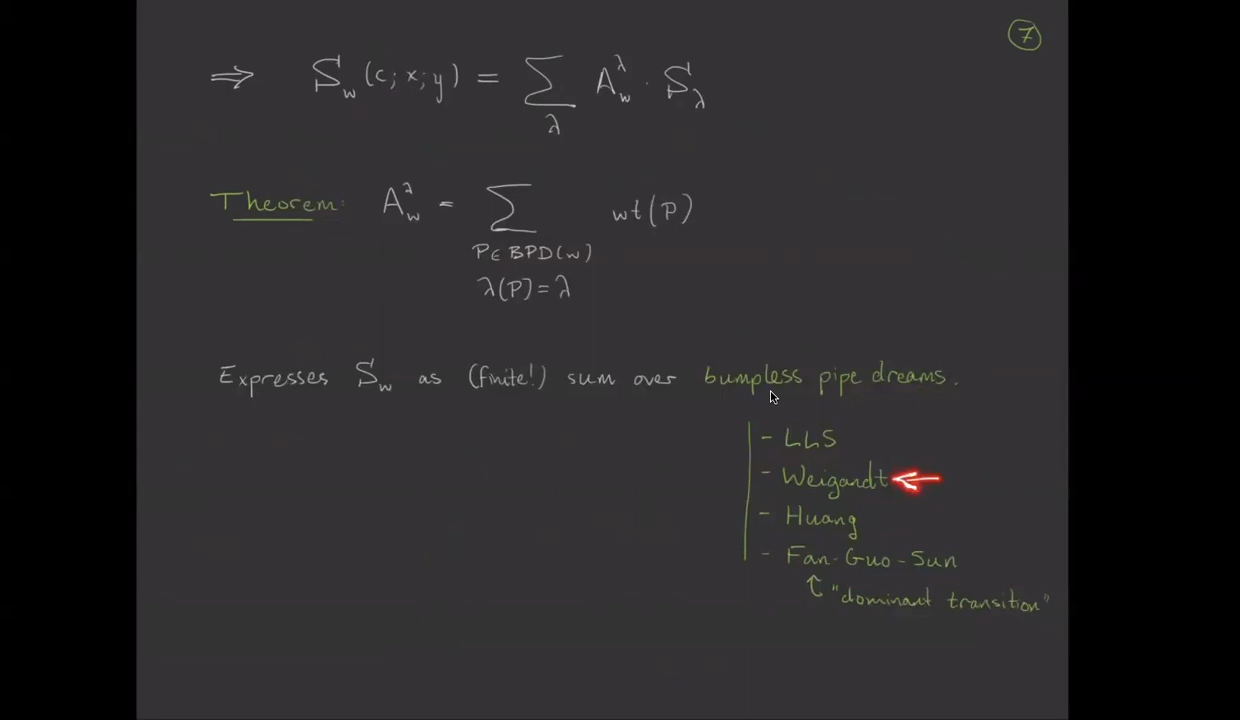 7
⇒ S_w(c; x; y) = ∑_λ A_w^λ · S_λ
Theorem: A_w^λ = ∑ wt(P)
P ∈ BPD(w)
λ(P) = λ
Expresses S_w as (finite!) sum over bumpless pipe dreams.
- LLS
- Weigandt
- Huang
- Fan-Guo-Sun
↑ "dominant transition"